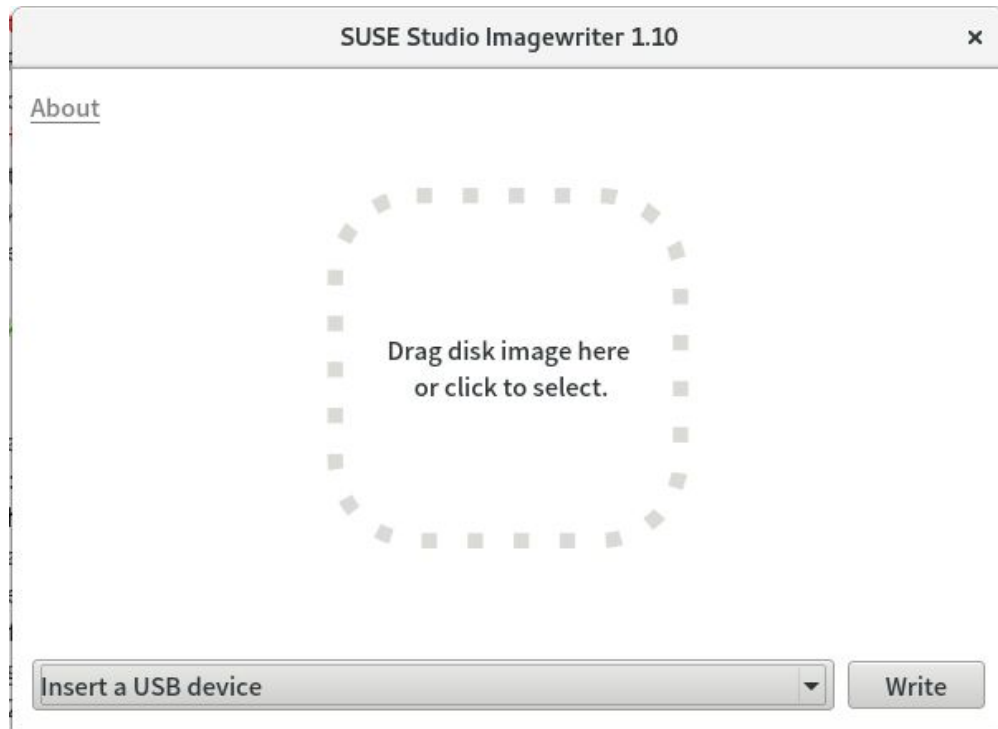 SUSE Studio Imagewriter 1.10
About
Drag disk image here
or click to select.
Insert a USB device
Write